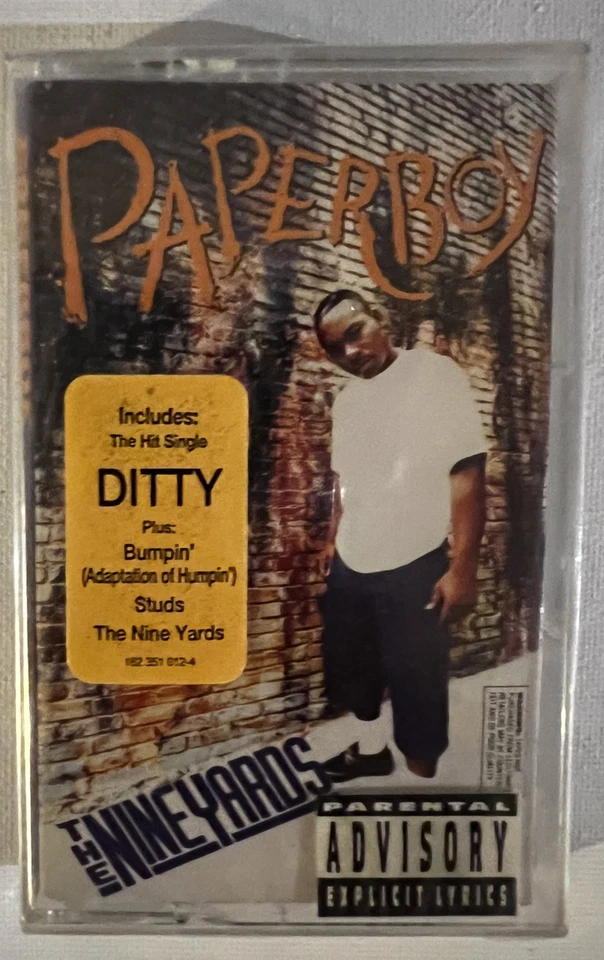 PAPERBOY
Includes:
The Hit Single
DITTY
Plus:
Bumpin'
(Adaptation of Humpin')
Studs
The Nine Yards
162 351 012-4
THE
NINE YARDS
PARENTAL
ADVISORY
EXPLICIT LYRICS